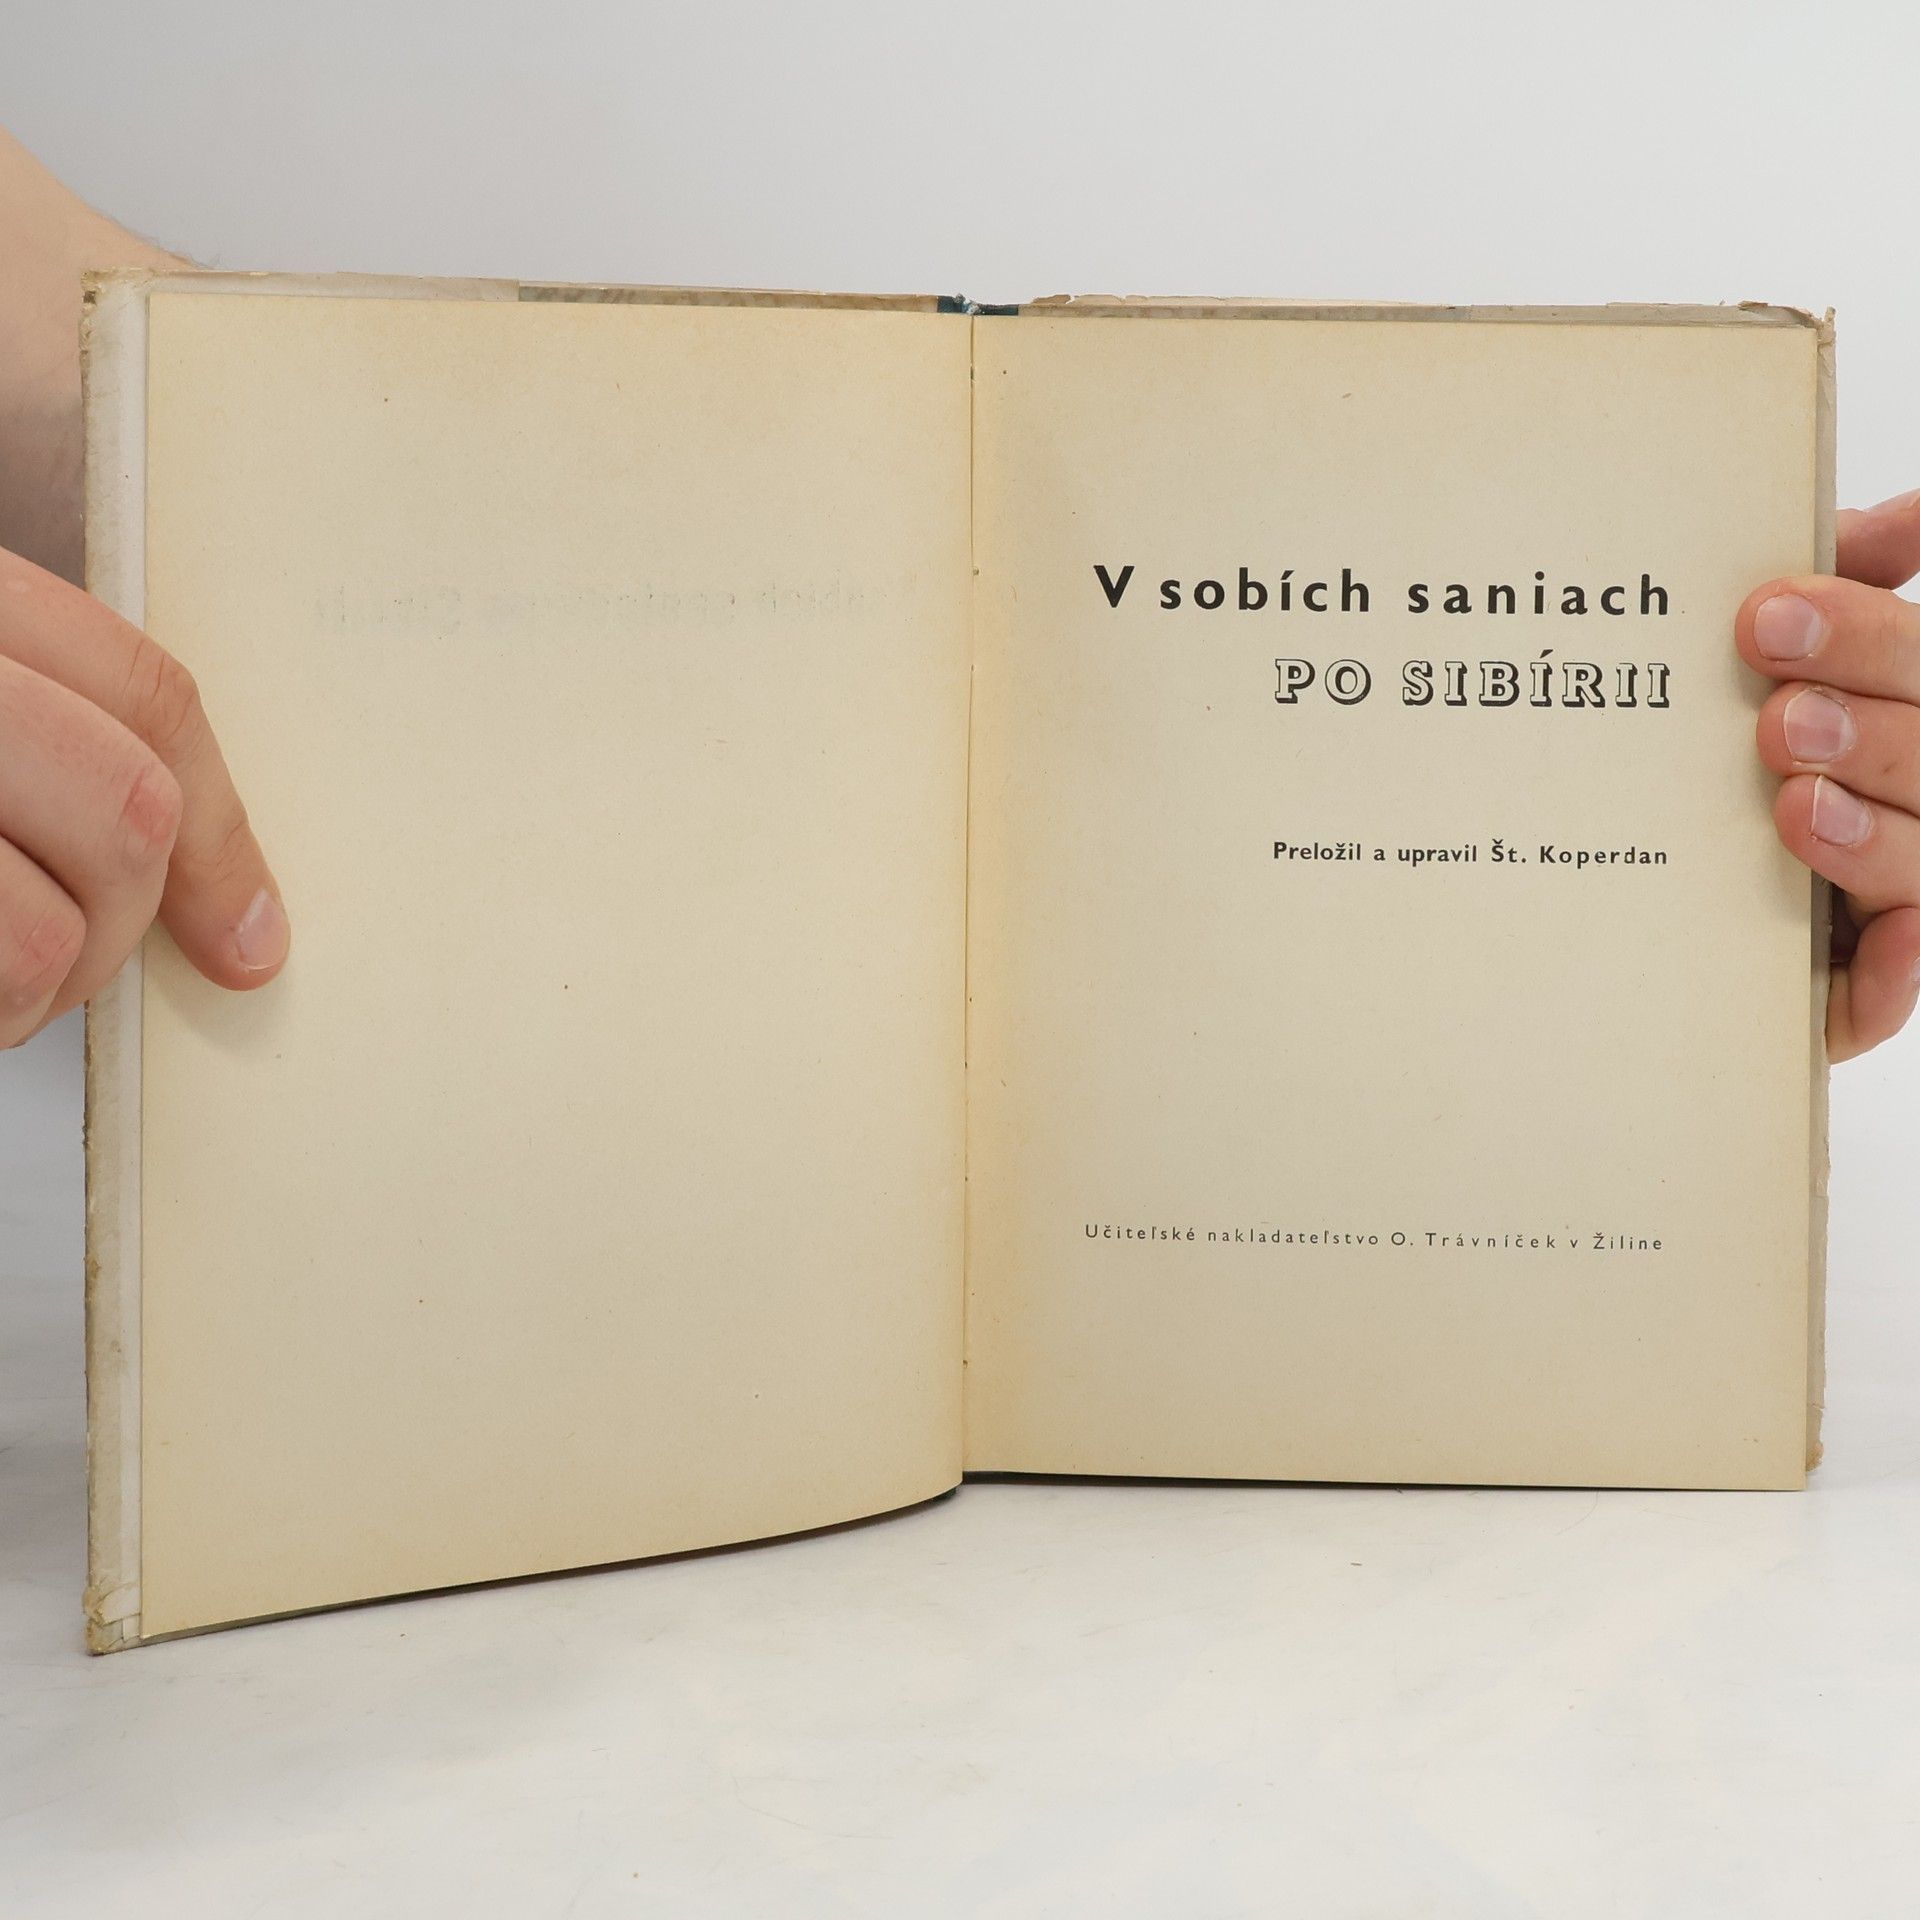 V sobích saniach
PO SIBÍRII
Preložil a upravil Št. Koperdan
Učiteľské nakladateľstvo O. Trávníček v Žiline